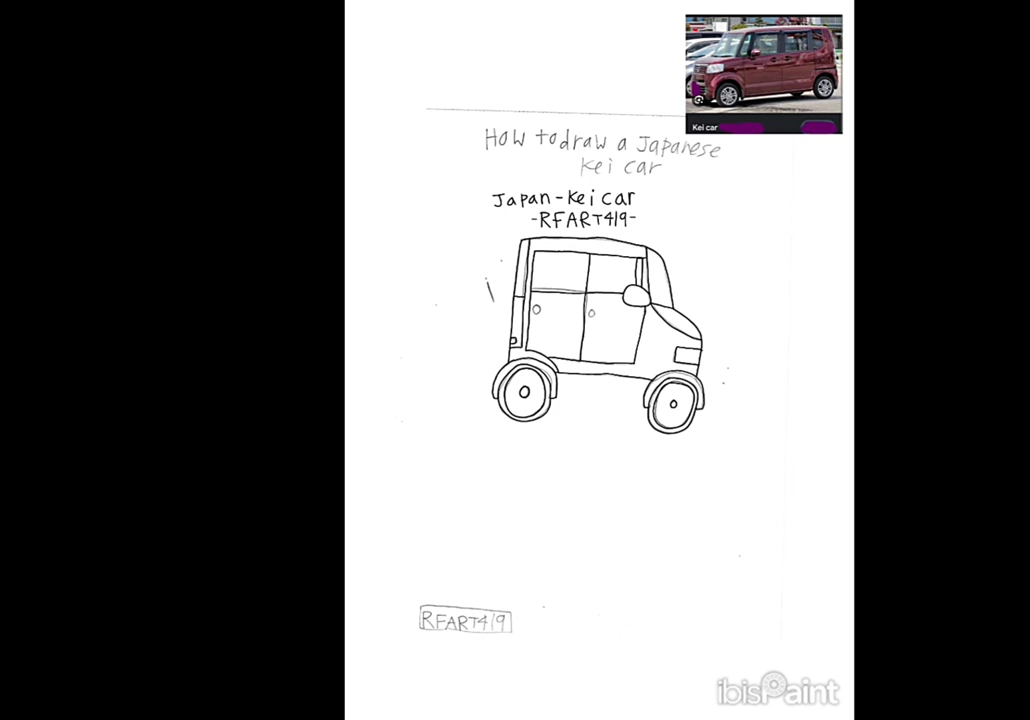 Kei car
How to draw a Japanese
Kei car
Japan-Kei car
-RFART419-
RFART419
ibisPaint